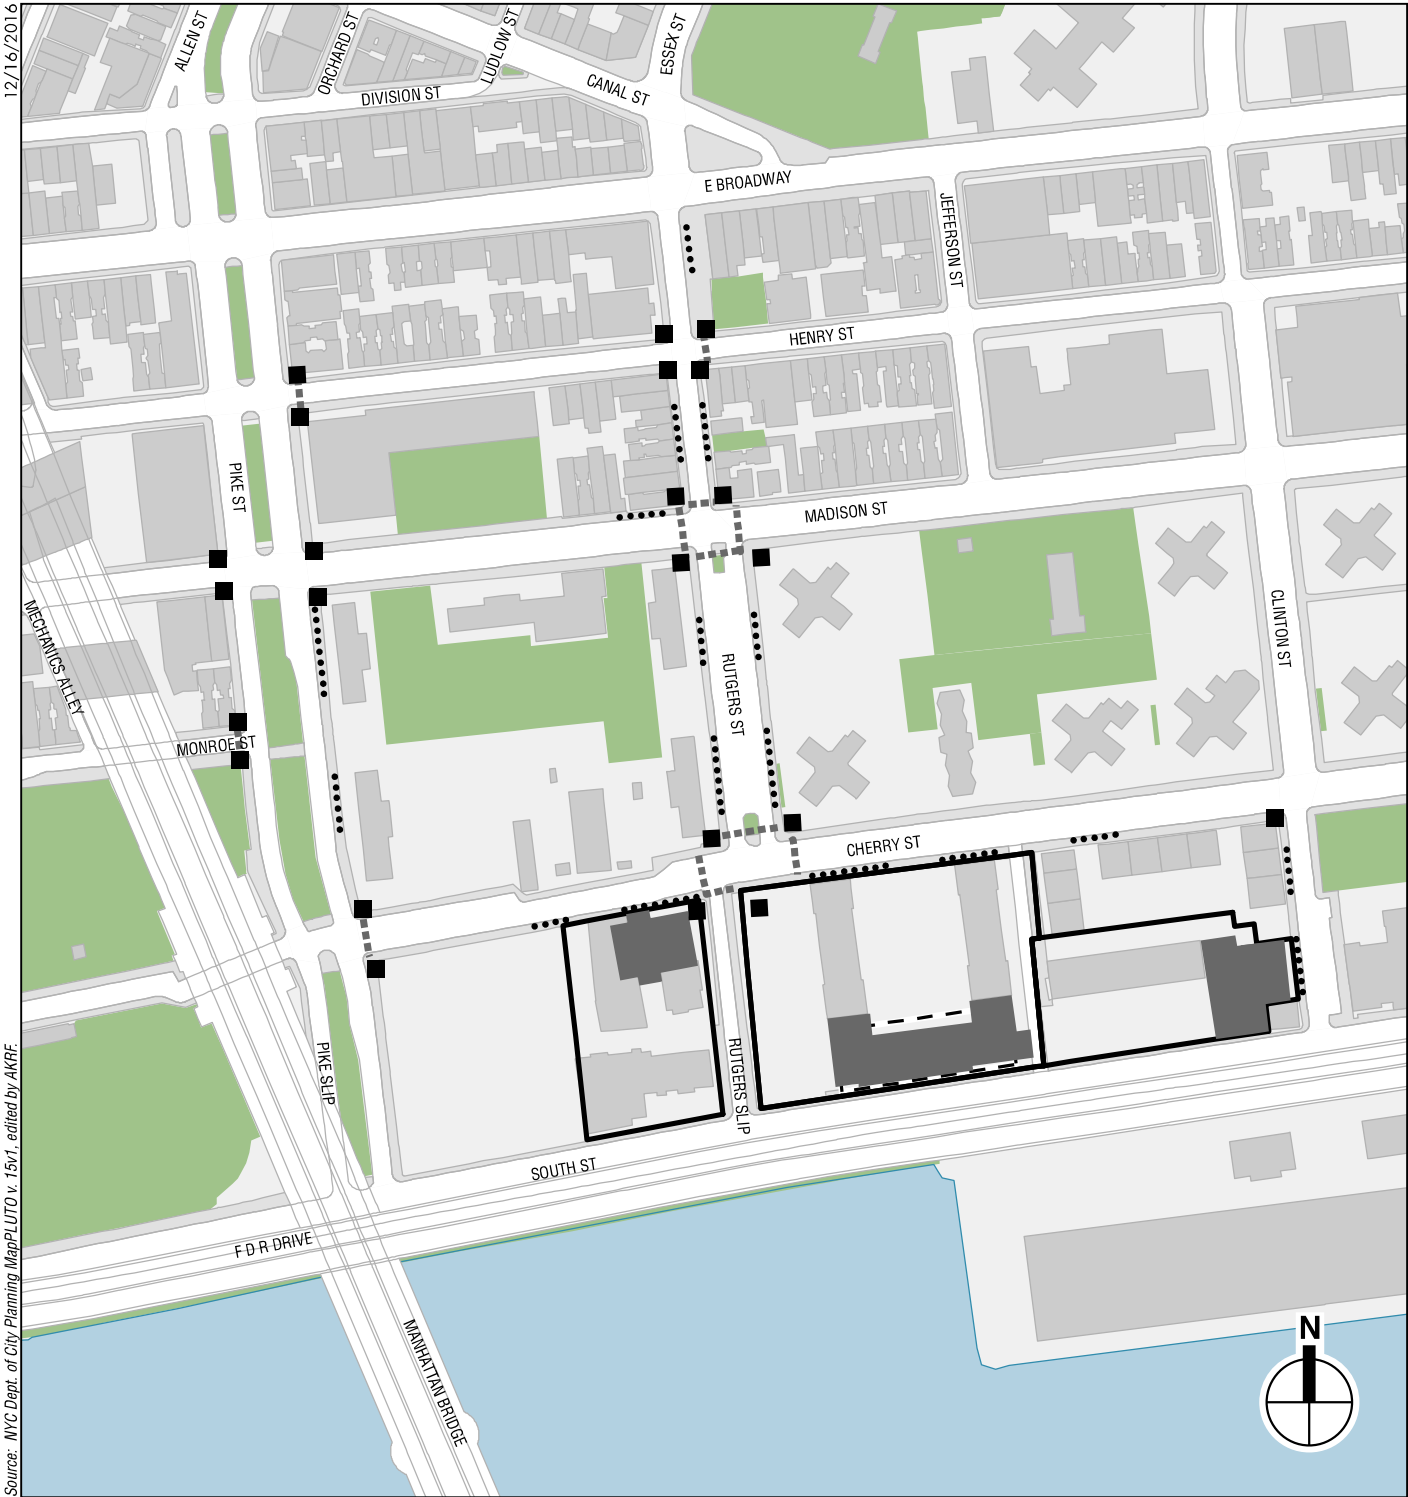 12/16/2016
ALLEN ST
ORCHARD ST
LUDLOW ST
ESSEX ST
CANAL ST
DIVISION ST
E BROADWAY
JEFFERSON ST
HENRY ST
PIKE ST
MADISON ST
MECHANICS ALLEY
CLINTON ST
RUTGERS ST
MONROE ST
CHERRY ST
PIKE SLIP
RUTGERS SLIP
SOUTH ST
F D R DRIVE
MANHATTAN BRIDGE
N
Source: NYC Dept. of City Planning MapPLUTO v. 15v1, edited by AKRF.